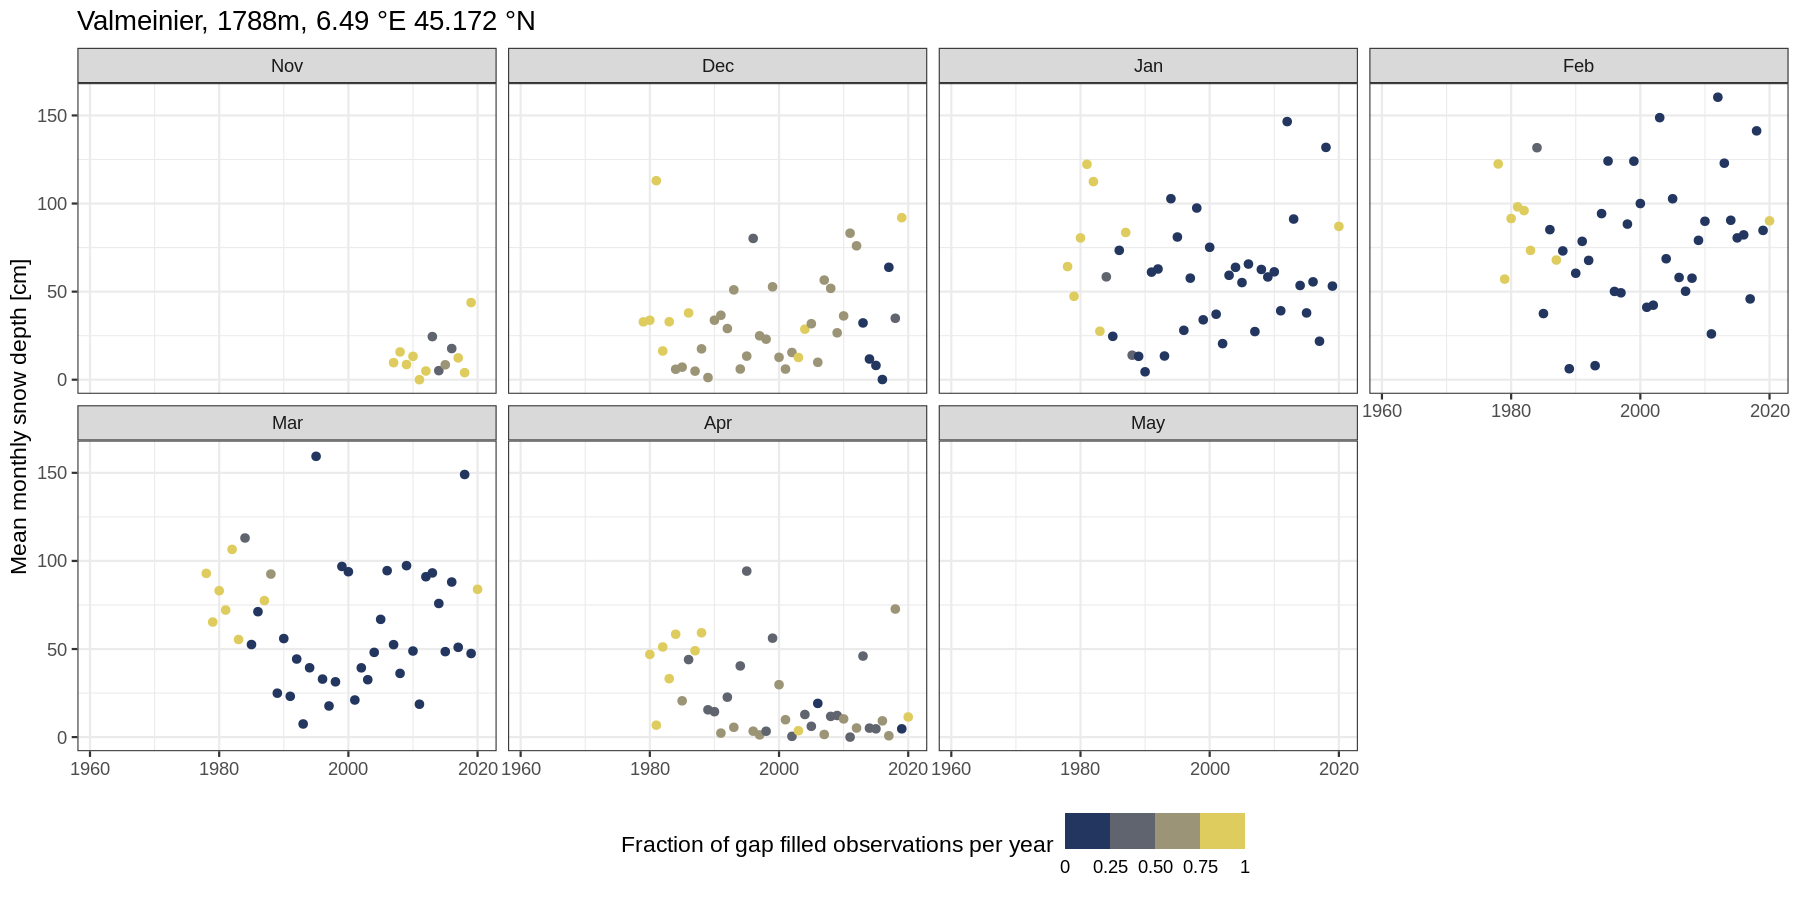 Valmeinier, 1788m, 6.49 °E 45.172 °N
Nov
Dec
Jan
Feb
150
100
50
0
1960 1980 2000 2020
Mar
Apr
May
150
100
50
0
1960 1980 2000 2020 1960 1980 2000 2020 1960 1980 2000 2020
Mean monthly snow depth [cm]
Fraction of gap filled observations per year
0 0.25 0.50 0.75 1